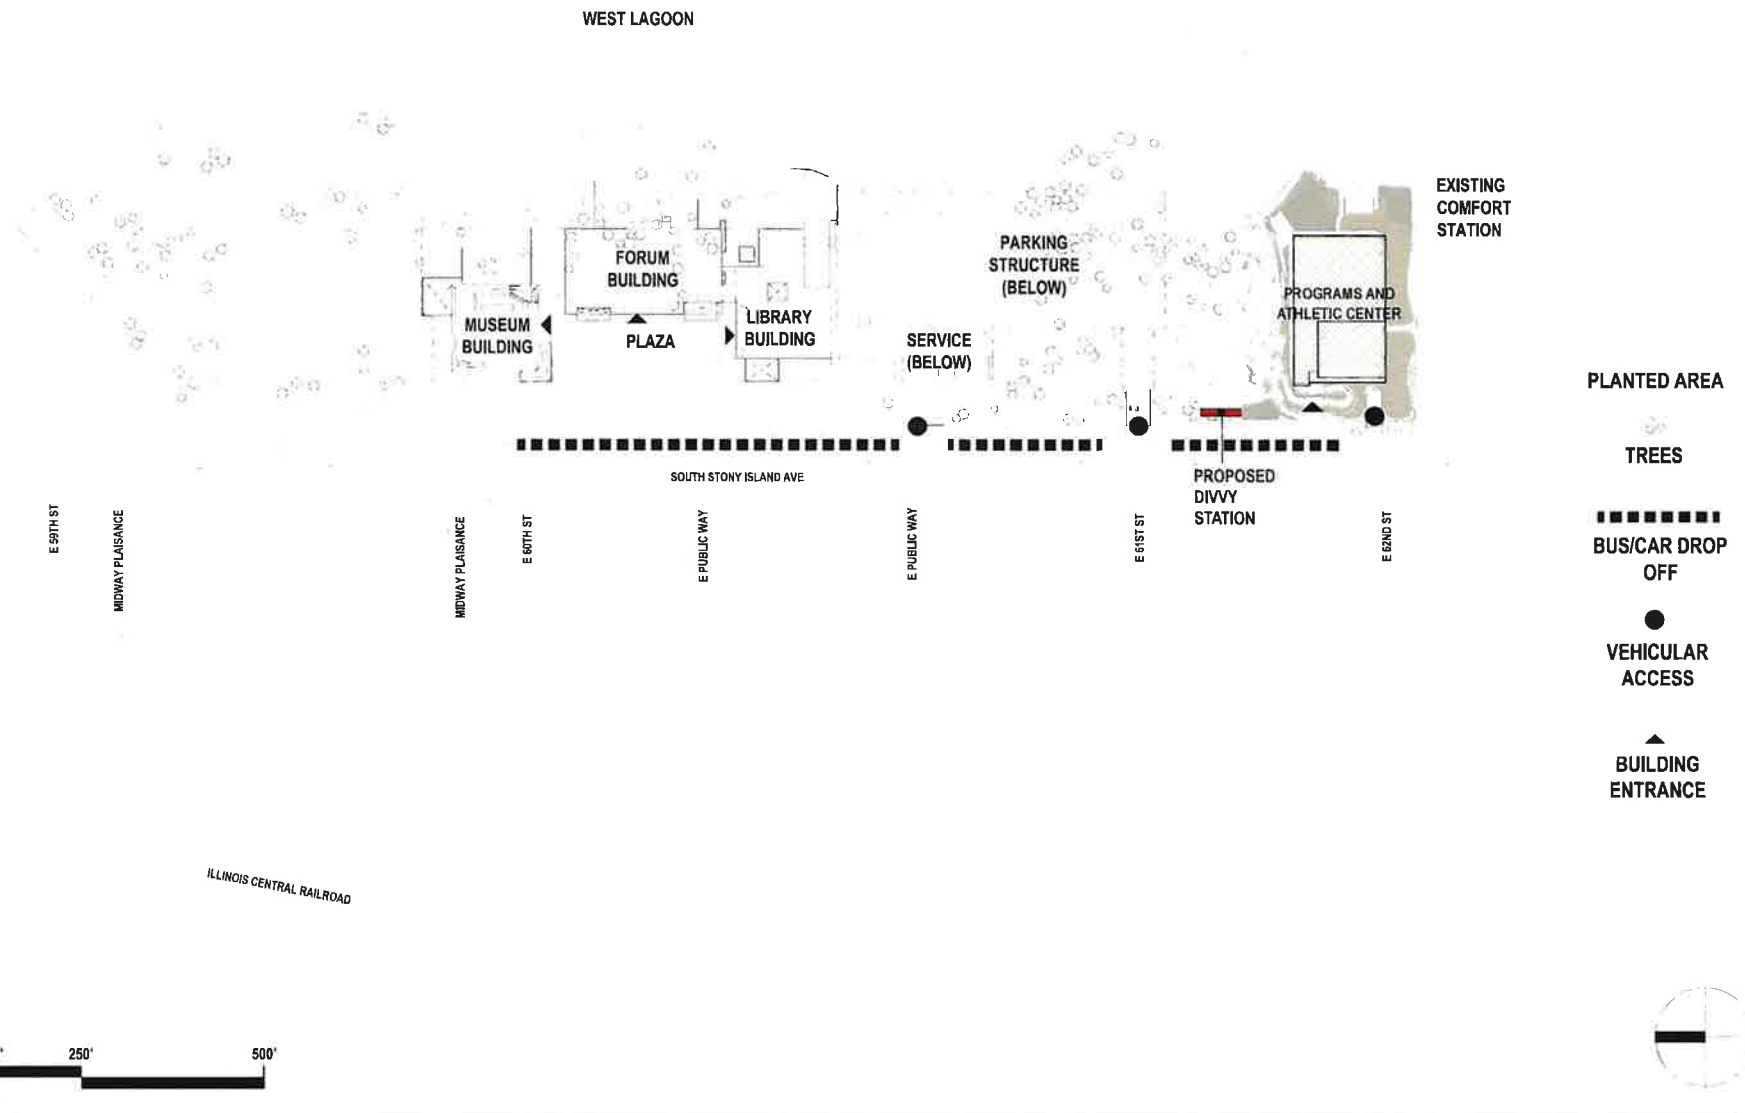 WEST LAGOON
EXISTING
COMFORT
STATION
PARKING
STRUCTURE
(BELOW)
FORUM
BUILDING
PROGRAMS AND
ATHLETIC CENTER
MUSEUM
BUILDING
PLAZA
LIBRARY
BUILDING
SERVICE
(BELOW)
SOUTH STONY ISLAND AVE
PROPOSED
DIVVY
STATION
E 59TH ST
MIDWAY PLAISANCE
MIDWAY PLAISANCE
E 60TH ST
E PUBLIC WAY
E PUBLIC WAY
E 61ST ST
E 62ND ST
PLANTED AREA
TREES
BUS/CAR DROP
OFF
VEHICULAR
ACCESS
BUILDING
ENTRANCE
ILLINOIS CENTRAL RAILROAD
250'
500'